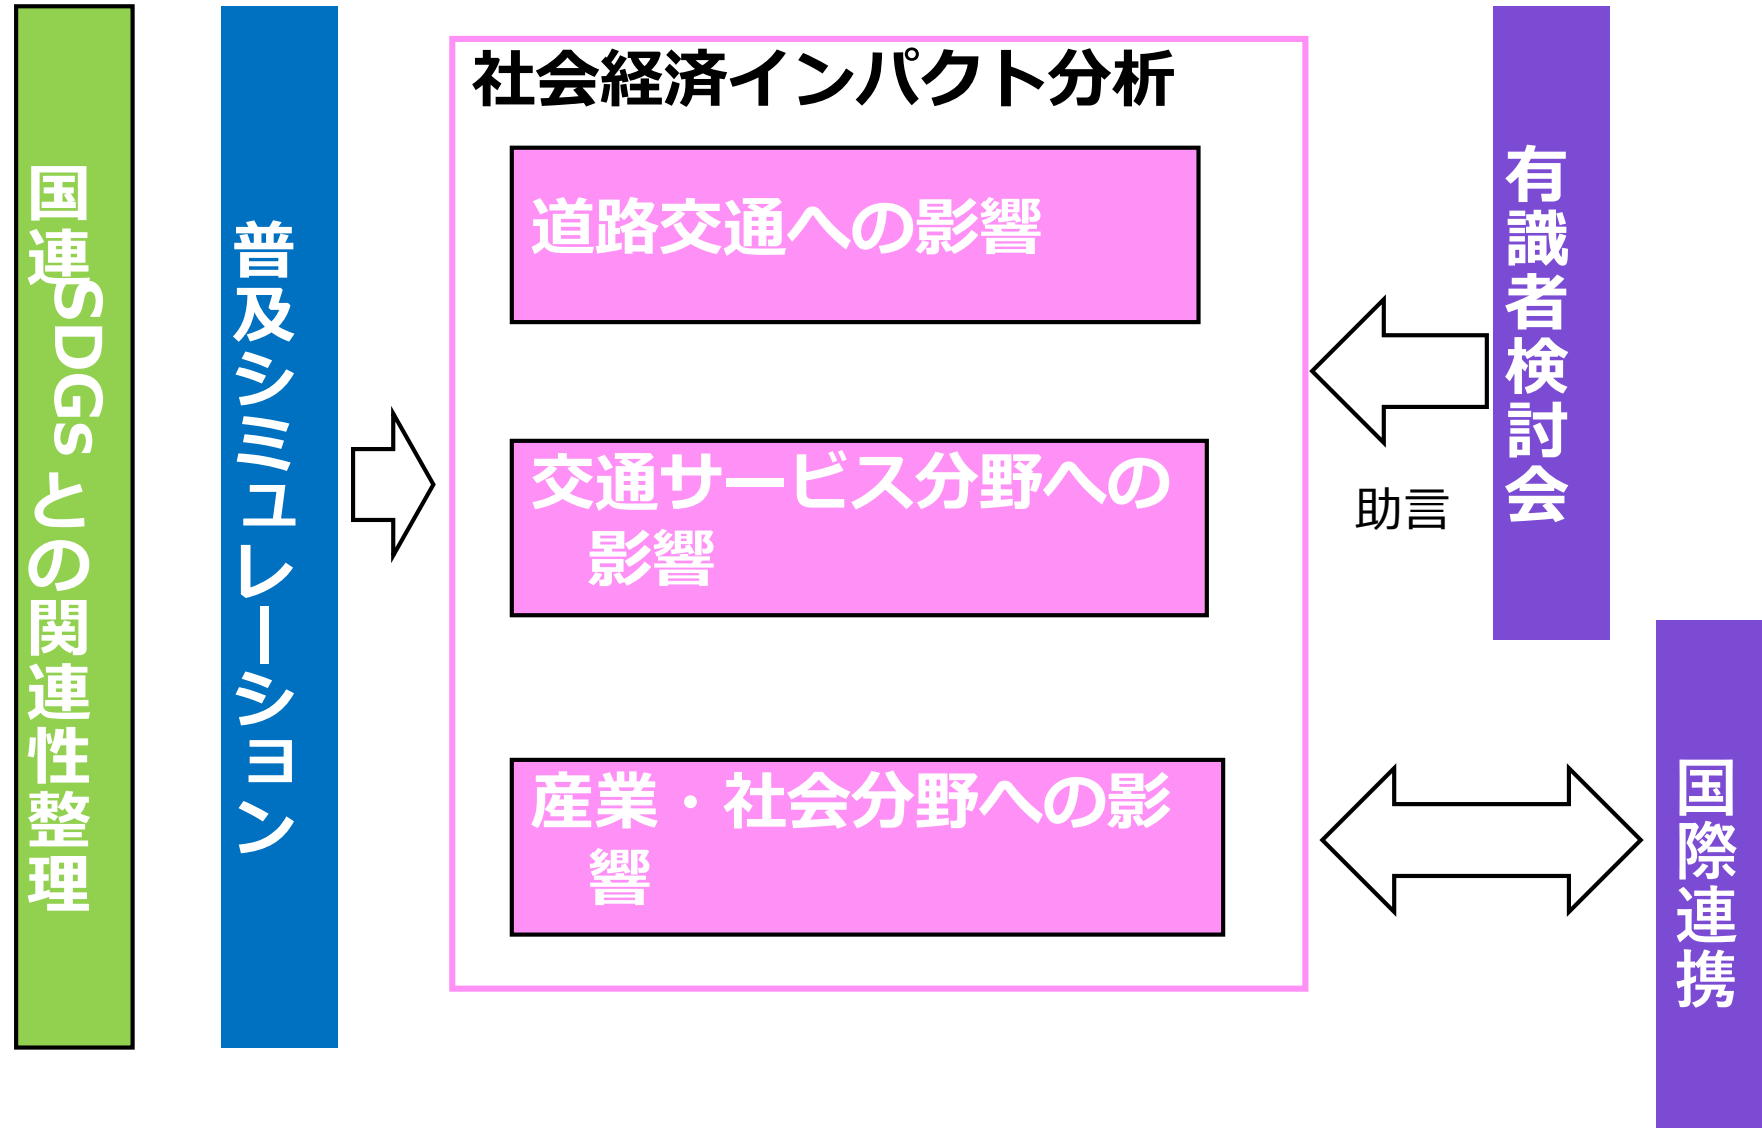 国連SDGsとの関連性整理
普及シミュレーション
社会経済インパクト分析
道路交通への影響
交通サービス分野への
影響
産業・社会分野への影
響
有識者検討会
助言
国際連携